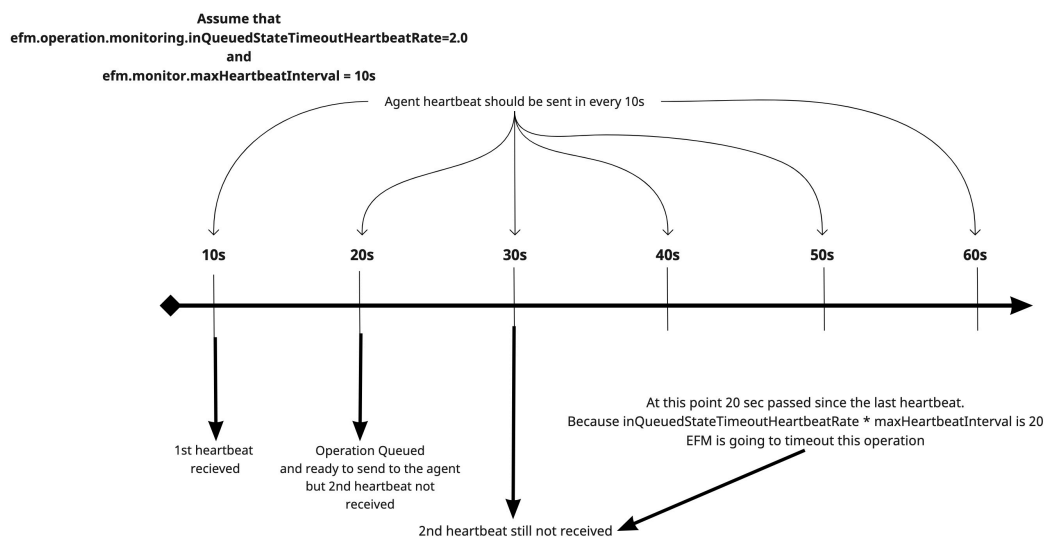 Assume that
efm.operation.monitoring.inQueuedStateTimeoutHeartbeatRate=2.0
and
efm.monitor.maxHeartbeatInterval = 10s
Agent heartbeat should be sent in every 10s
10s
20s
30s
40s
50s
60s
At this point 20 sec passed since the last heartbeat.
Because inQueuedStateTimeoutHeartbeatRate * maxHeartbeatInterval is 20
EFM is going to timeout this operation
1st heartbeat
recieved
Operation Queued
and ready to send to the agent
but 2nd heartbeat not
received
2nd heartbeat still not received